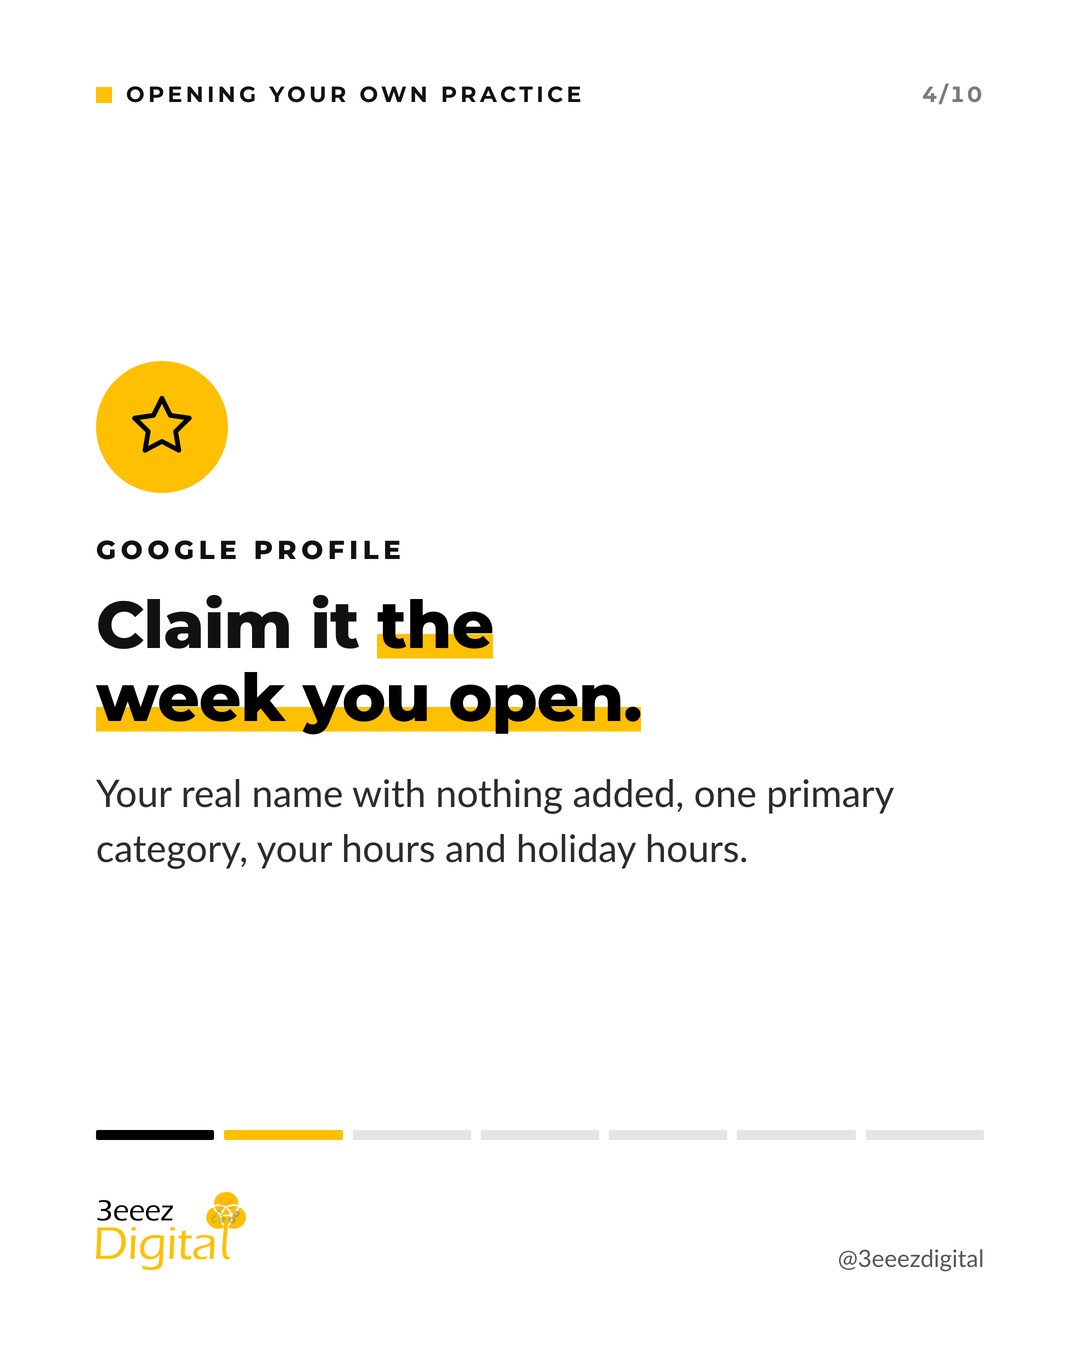 OPENING YOUR OWN PRACTICE
4/10
GOOGLE PROFILE
Claim it the
week you open.
Your real name with nothing added, one primary
category, your hours and holiday hours.
3eeez
Digital
@3eeezdigital